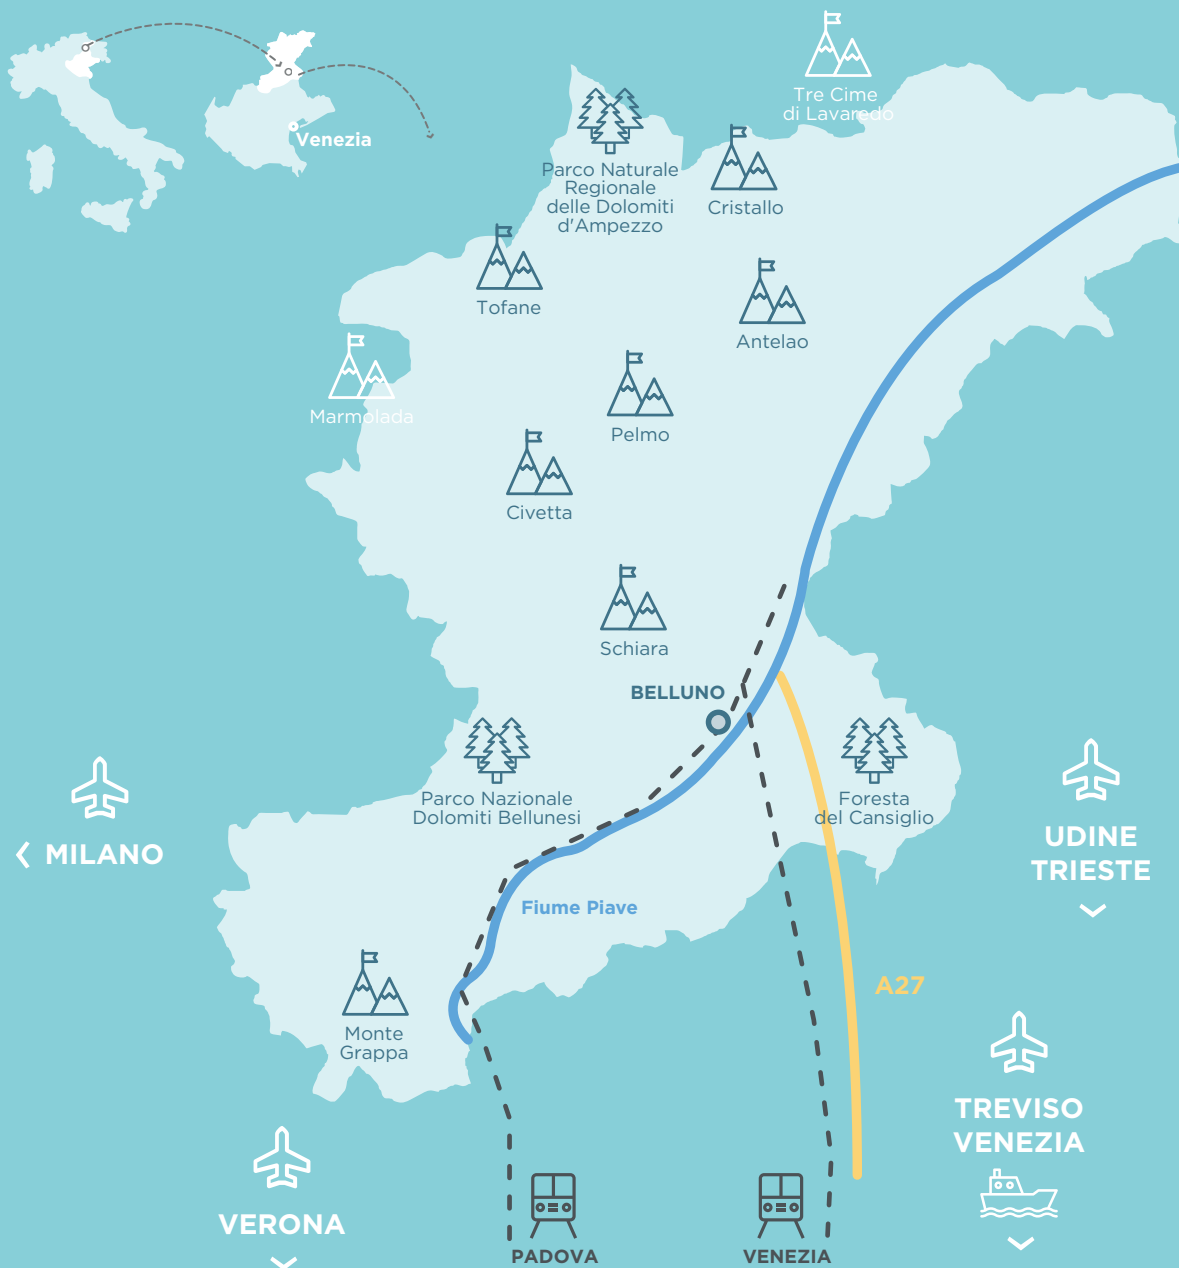 Tre Cime
di Lavaredo
Venezia
Parco Naturale
Regionale
delle Dolomiti
d'Ampezzo
Cristallo
Tofane
Antelao
Marmolada
Pelmo
Civetta
Schiara
BELLUNO
Parco Nazionale
Dolomiti Bellunesi
Foresta
del Cansiglio
MILANO
UDINE
TRIESTE
Fiume Piave
A27
Monte
Grappa
TREVISO
VENEZIA
VERONA
PADOVA
VENEZIA